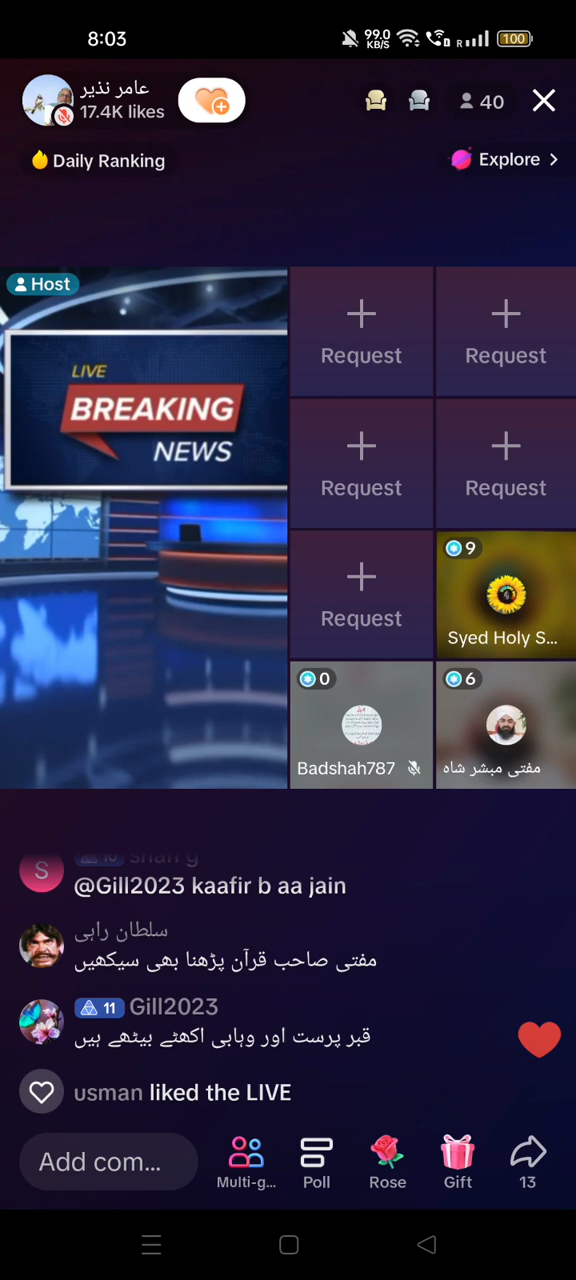 8:03
99.0
KB/S
R
100
عامر نذیر
17.4K likes
40
Daily Ranking
Explore
Host
LIVE
BREAKING
NEWS
Request
Request
Request
Request
Request
9
Syed Holy S...
0
Badshah787
6
مفتی مبشر شاہ
S
10 shan g
@Gill2023 kaafir b aa jain
سلطان راہی
مفتی صاحب قرآن پڑھنا بھی سیکھیں
11 Gill2023
قبر پرست اور وہابی اکھٹے بیٹھے ہیں
usman liked the LIVE
Add com...
Multi-g...
Poll
Rose
Gift
13